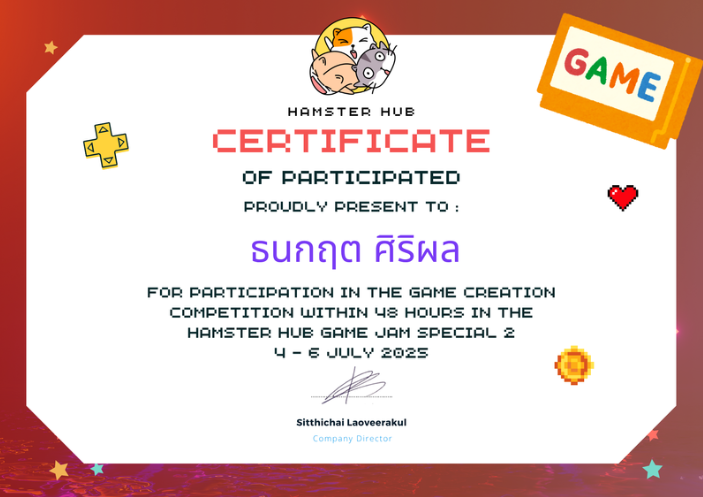 GAME
HAMSTER HUB
CERTIFICATE
OF PARTICIPATED
PROUDLY PRESENT TO :
ธนกฤต ศิริผล
FOR PARTICIPATION IN THE GAME CREATION
COMPETITION WITHIN 48 HOURS IN THE
HAMSTER HUB GAME JAM SPECIAL 2
4 - 6 JULY 2025
Sitthichai Laoveerakul
Company Director